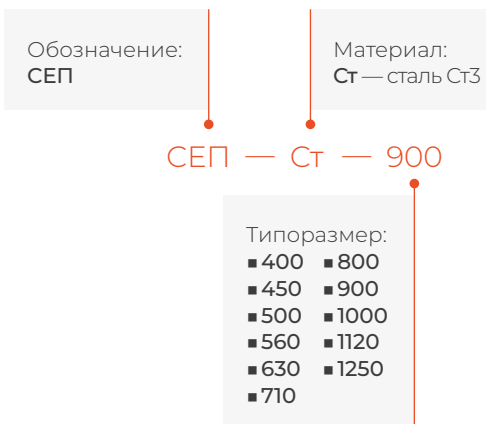 Обозначение:
СЕП
Материал:
Ст — сталь Ст3
СЕП — Ст — 900
Типоразмер:
▪400 ▪800
▪450 ▪900
▪500 ▪1000
▪560 ▪1120
▪630 ▪1250
▪710